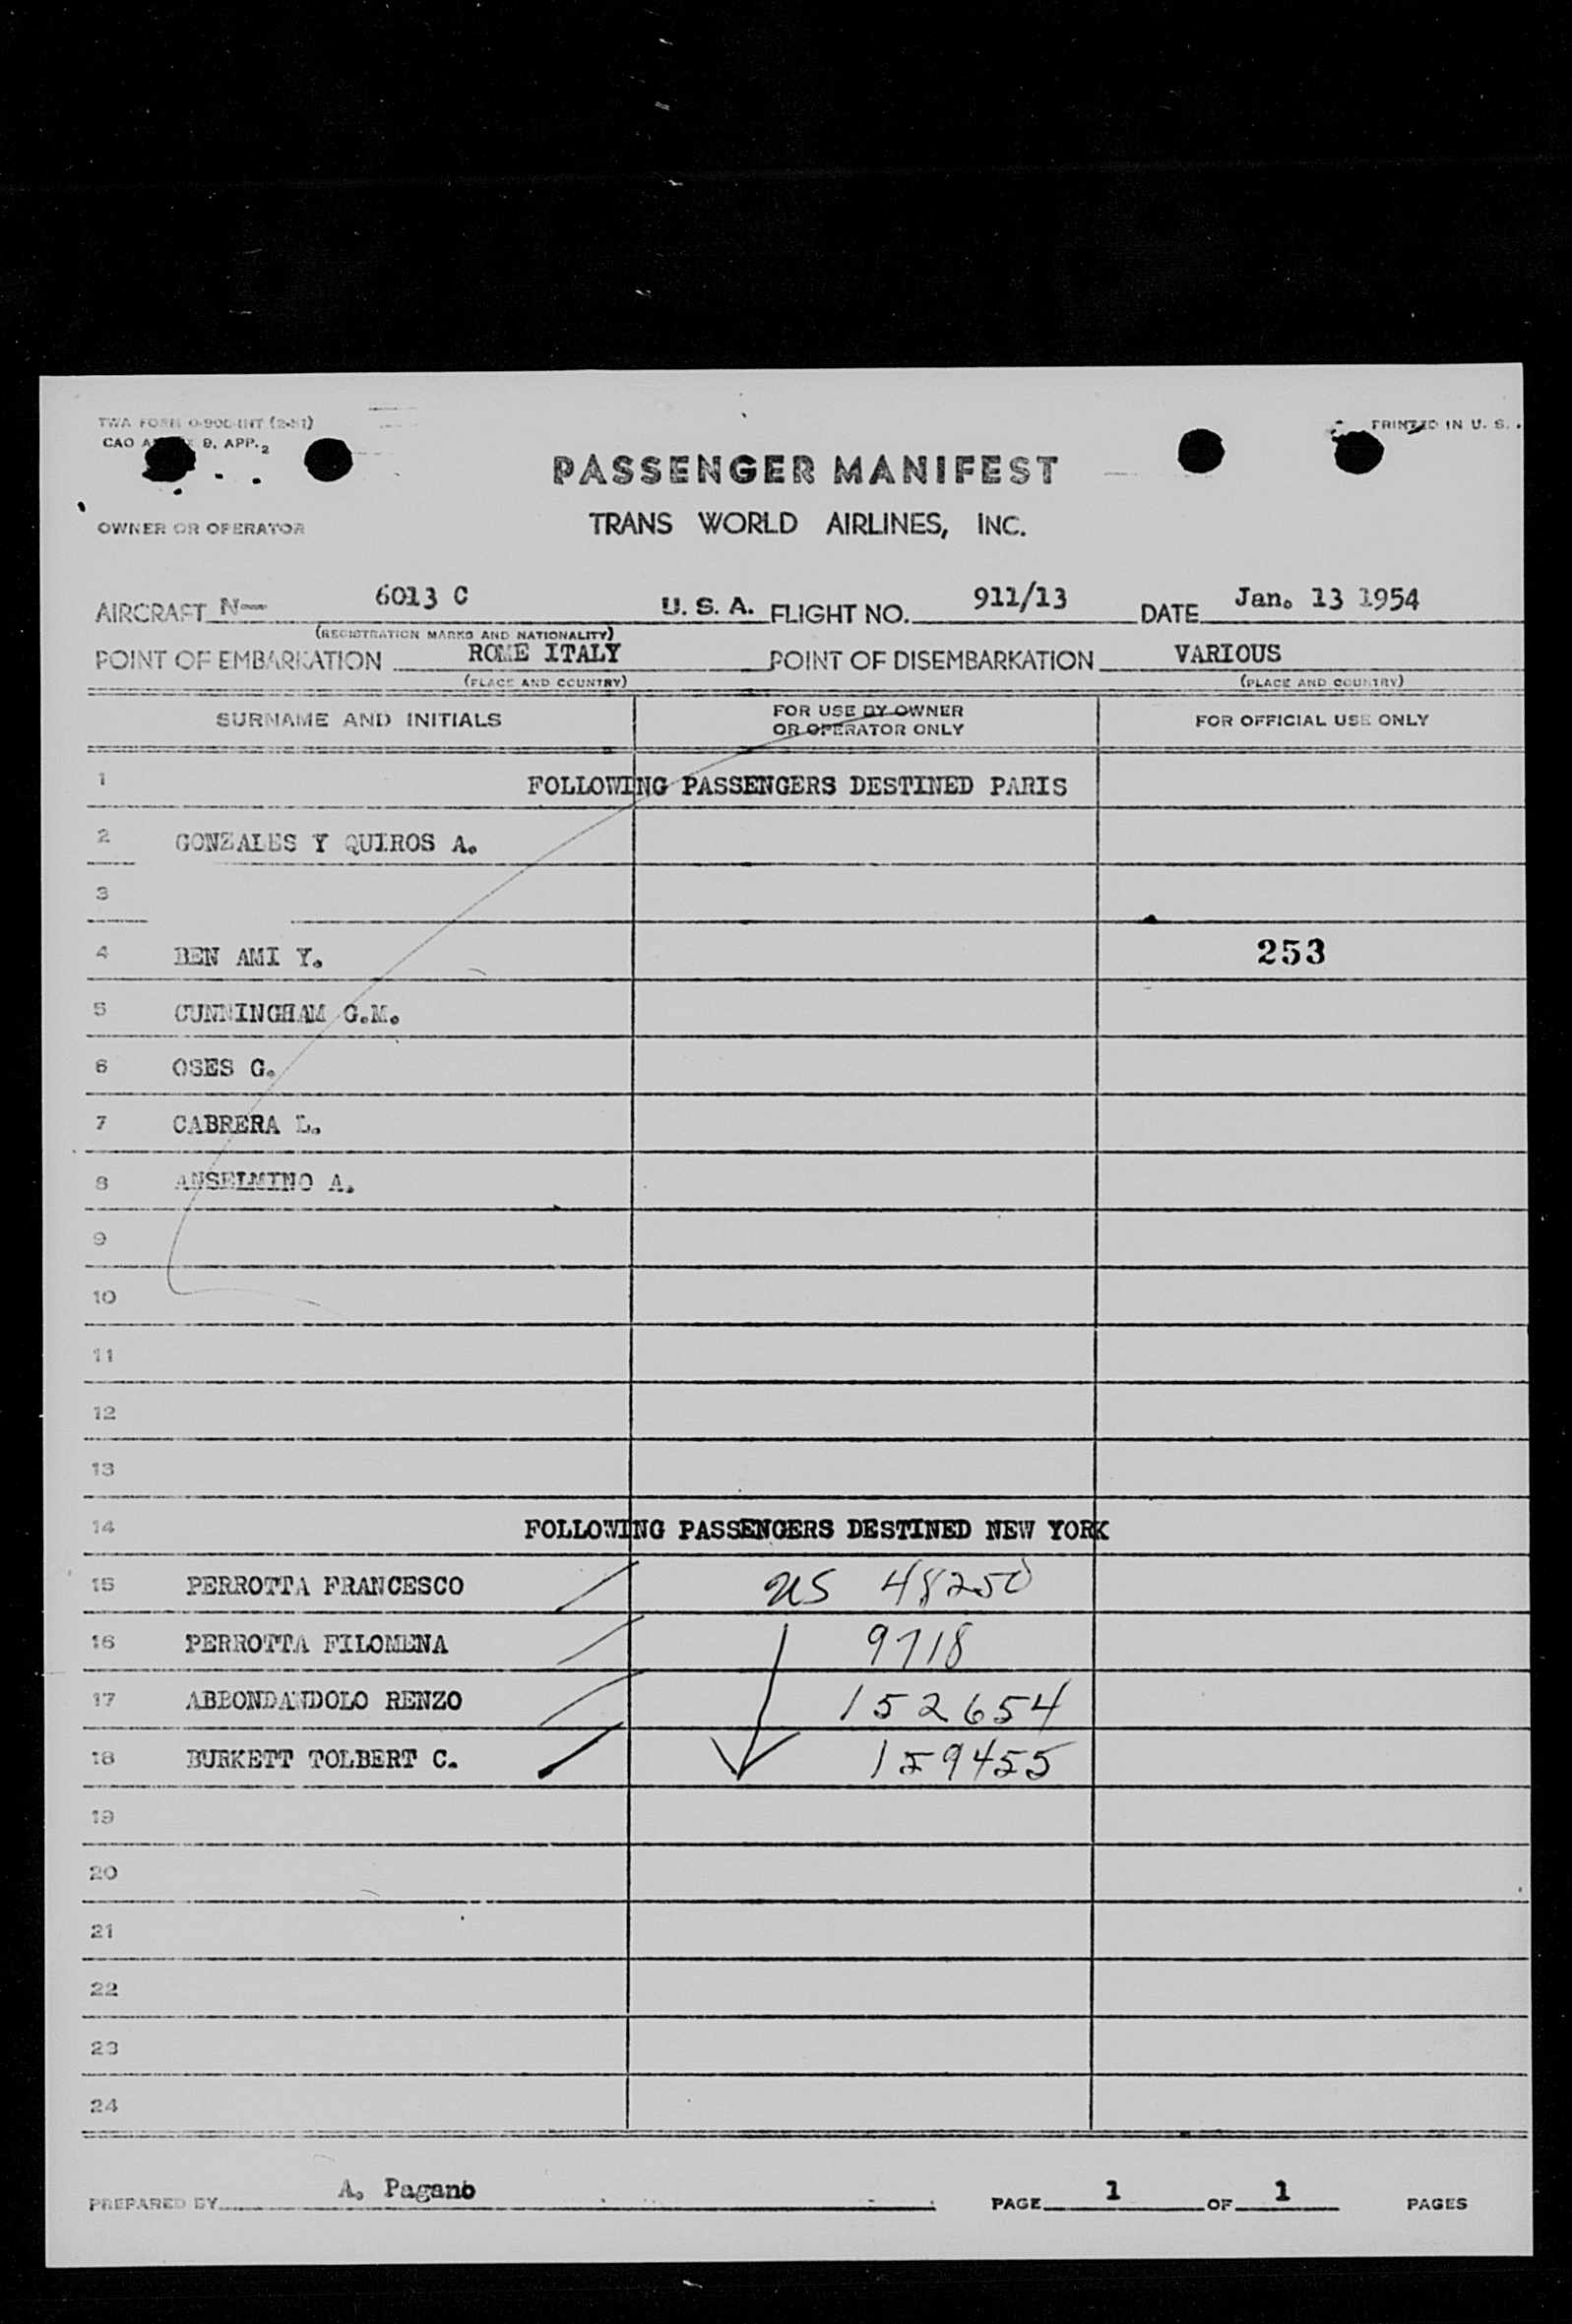 TWA FORM O-90C-INT (2-51)
CAO D, APP. 2
PRINTED IN U. S.
PASSENGER MANIFEST
OWNER OR OPERATOR TRANS WORLD AIRLINES, INC.
AIRCRAFT N— 6013 C U. S. A. FLIGHT NO. 911/13 DATE Jan. 13 1954
(REGISTRATION MARKS AND NATIONALITY)
POINT OF EMBARKATION ROME ITALY POINT OF DISEMBARKATION VARIOUS
(PLACE AND COUNTRY) (PLACE AND COUNTRY)
SURNAME AND INITIALS FOR USE BY OWNER OR OPERATOR ONLY FOR OFFICIAL USE ONLY
1 FOLLOWING PASSENGERS DESTINED PARIS
2 GONZALES Y QUIROS A.
3
4 BEN AMI Y. 253
5 CUNNINGHAM G.M.
6 OSES G.
7 CABRERA L.
8 ANSELMINO A.
9
10
11
12
13
14 FOLLOWING PASSENGERS DESTINED NEW YORK
15 PERROTTA FRANCESCO US 48250
16 PERROTTA FILOMENA 9718
17 ABBONDANDOLO RENZO 152654
18 BURKETT TOLBERT C. 159455
19
20
21
22
23
24
PREPARED BY A. Pagano PAGE 1 OF 1 PAGES